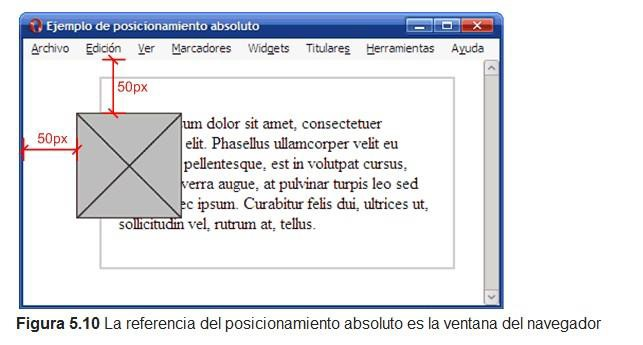 Ejemplo de posicionamiento absoluto
Archivo Edición Ver Marcadores Widgets Titulares Herramientas Ayuda
50px
50px
um dolor sit amet, consectetuer
elit. Phasellus ullamcorper velit eu
pellentesque, est in volutpat cursus,
verra augue, at pulvinar turpis leo sed
ec ipsum. Curabitur felis dui, ultrices ut,
sollicitudin vel, rutrum at, tellus.
Figura 5.10 La referencia del posicionamiento absoluto es la ventana del navegador